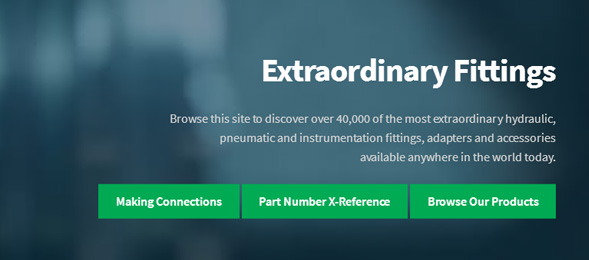 Extraordinary Fittings
Browse this site to discover over 40,000 of the most extraordinary hydraulic,
pneumatic and instrumentation fittings, adapters and accessories
available anywhere in the world today.
Making Connections
Part Number X-Reference
Browse Our Products